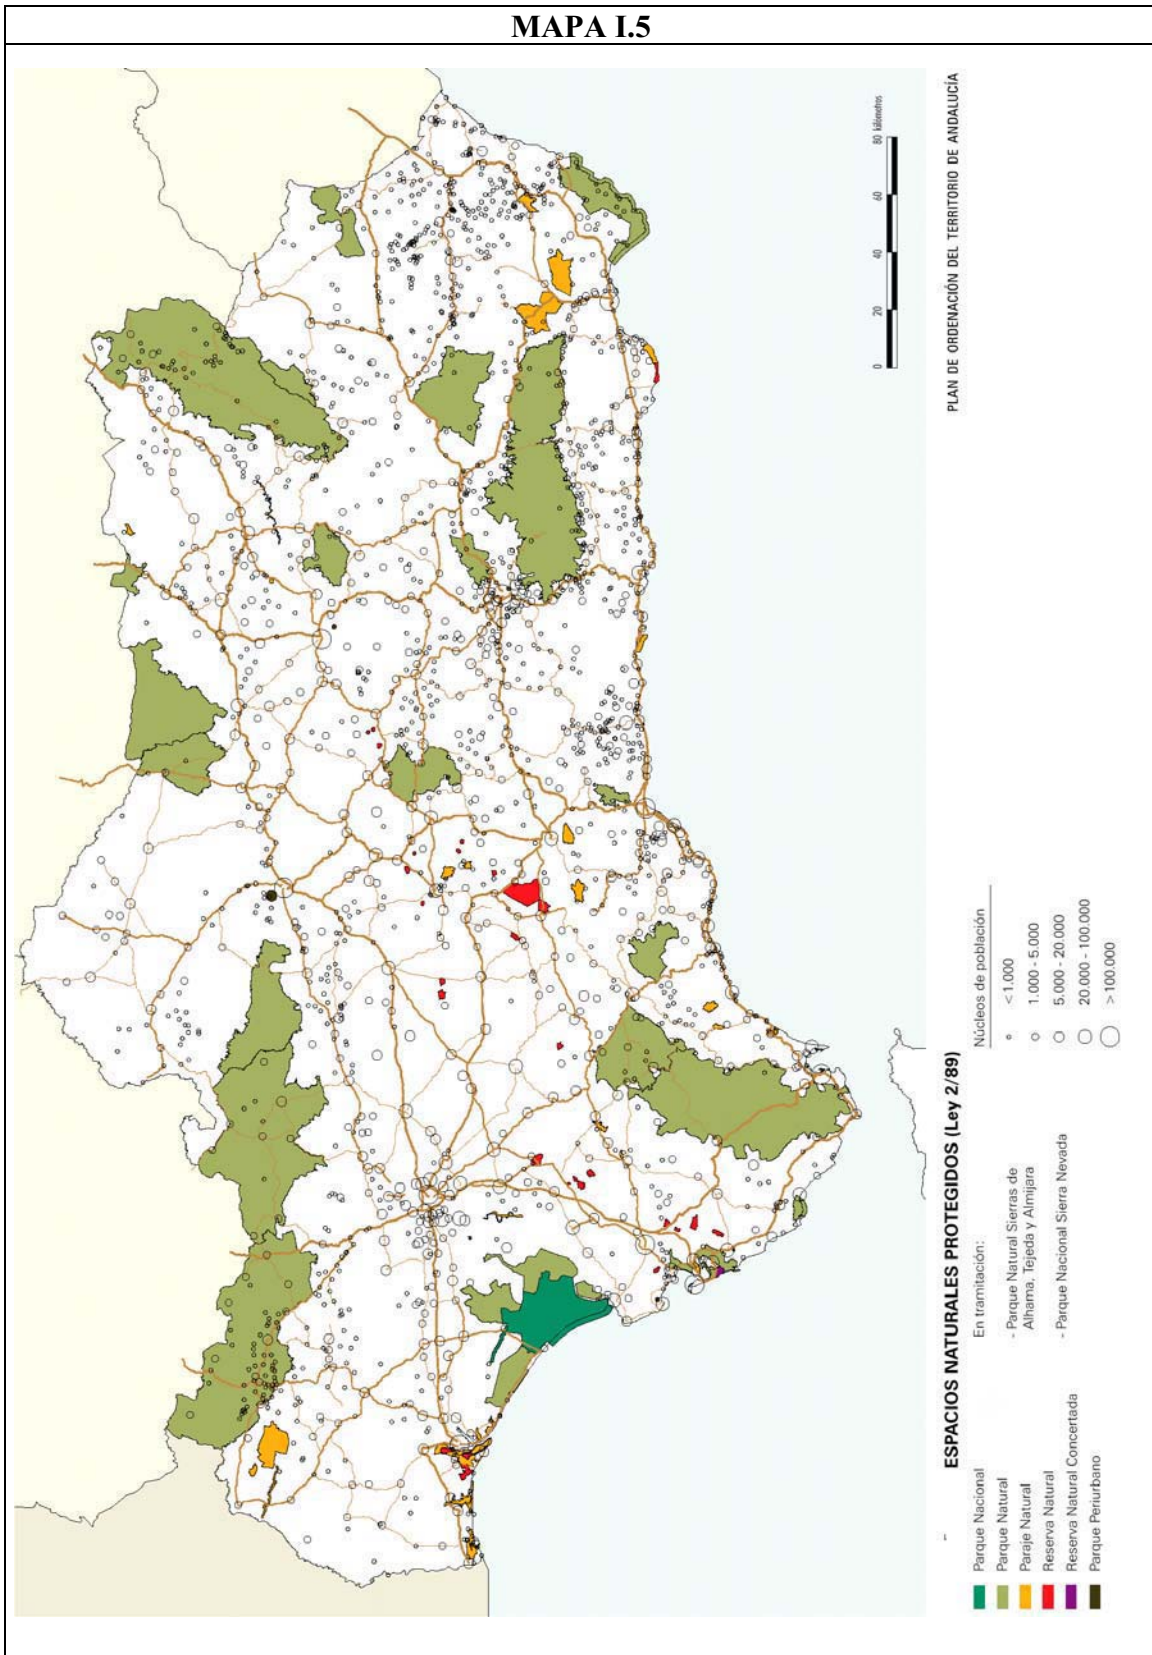 MAPA I.5
0 20 40 60 80 kilómetros
PLAN DE ORDENACIÓN DEL TERRITORIO DE ANDALUCÍA
ESPACIOS NATURALES PROTEGIDOS (Ley 2/89)
Parque Nacional
Parque Natural
Paraje Natural
Reserva Natural
Reserva Natural Concertada
Parque Periurbano
En tramitación:
- Parque Natural Sierras de
Alhama, Tejeda y Almijara
- Parque Nacional Sierra Nevada
Núcleos de población
<1.000
1.000 - 5.000
5.000 - 20.000
20.000 - 100.000
>100.000